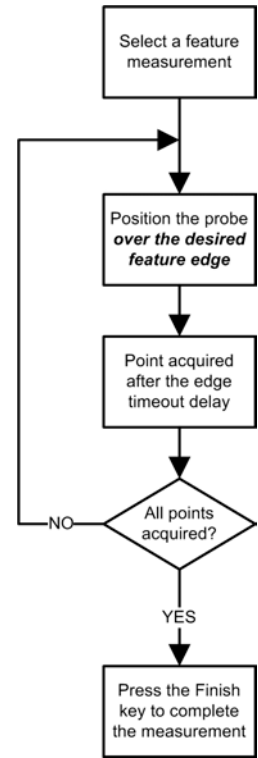 Select a feature
measurement
Position the probe
over the desired
feature edge
Point acquired
after the edge
timeout delay
All points
acquired?
NO
YES
Press the Finish
key to complete
the measurement